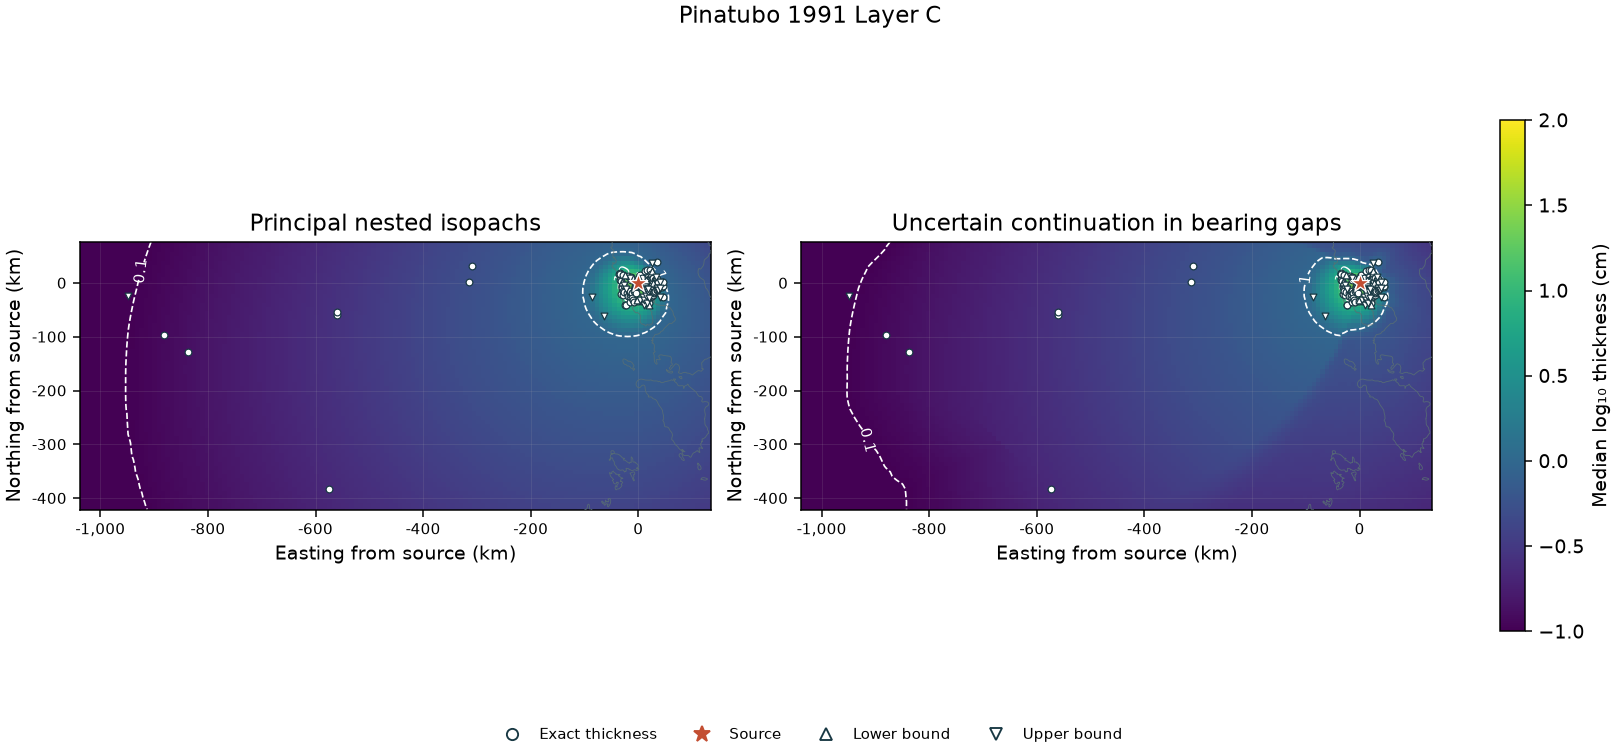 Pinatubo 1991 Layer C
Principal nested isopachs
Northing from source (km)
0
-100
-200
-300
-400
-1,000
-800
-600
-400
-200
0
Easting from source (km)
0.1
Uncertain continuation in bearing gaps
Northing from source (km)
0
-100
-200
-300
-400
-1,000
-800
-600
-400
-200
0
Easting from source (km)
1
0.1
2.0
1.5
1.0
0.5
0.0
−0.5
−1.0
Median log₁₀ thickness (cm)
Exact thickness
Source
Lower bound
Upper bound